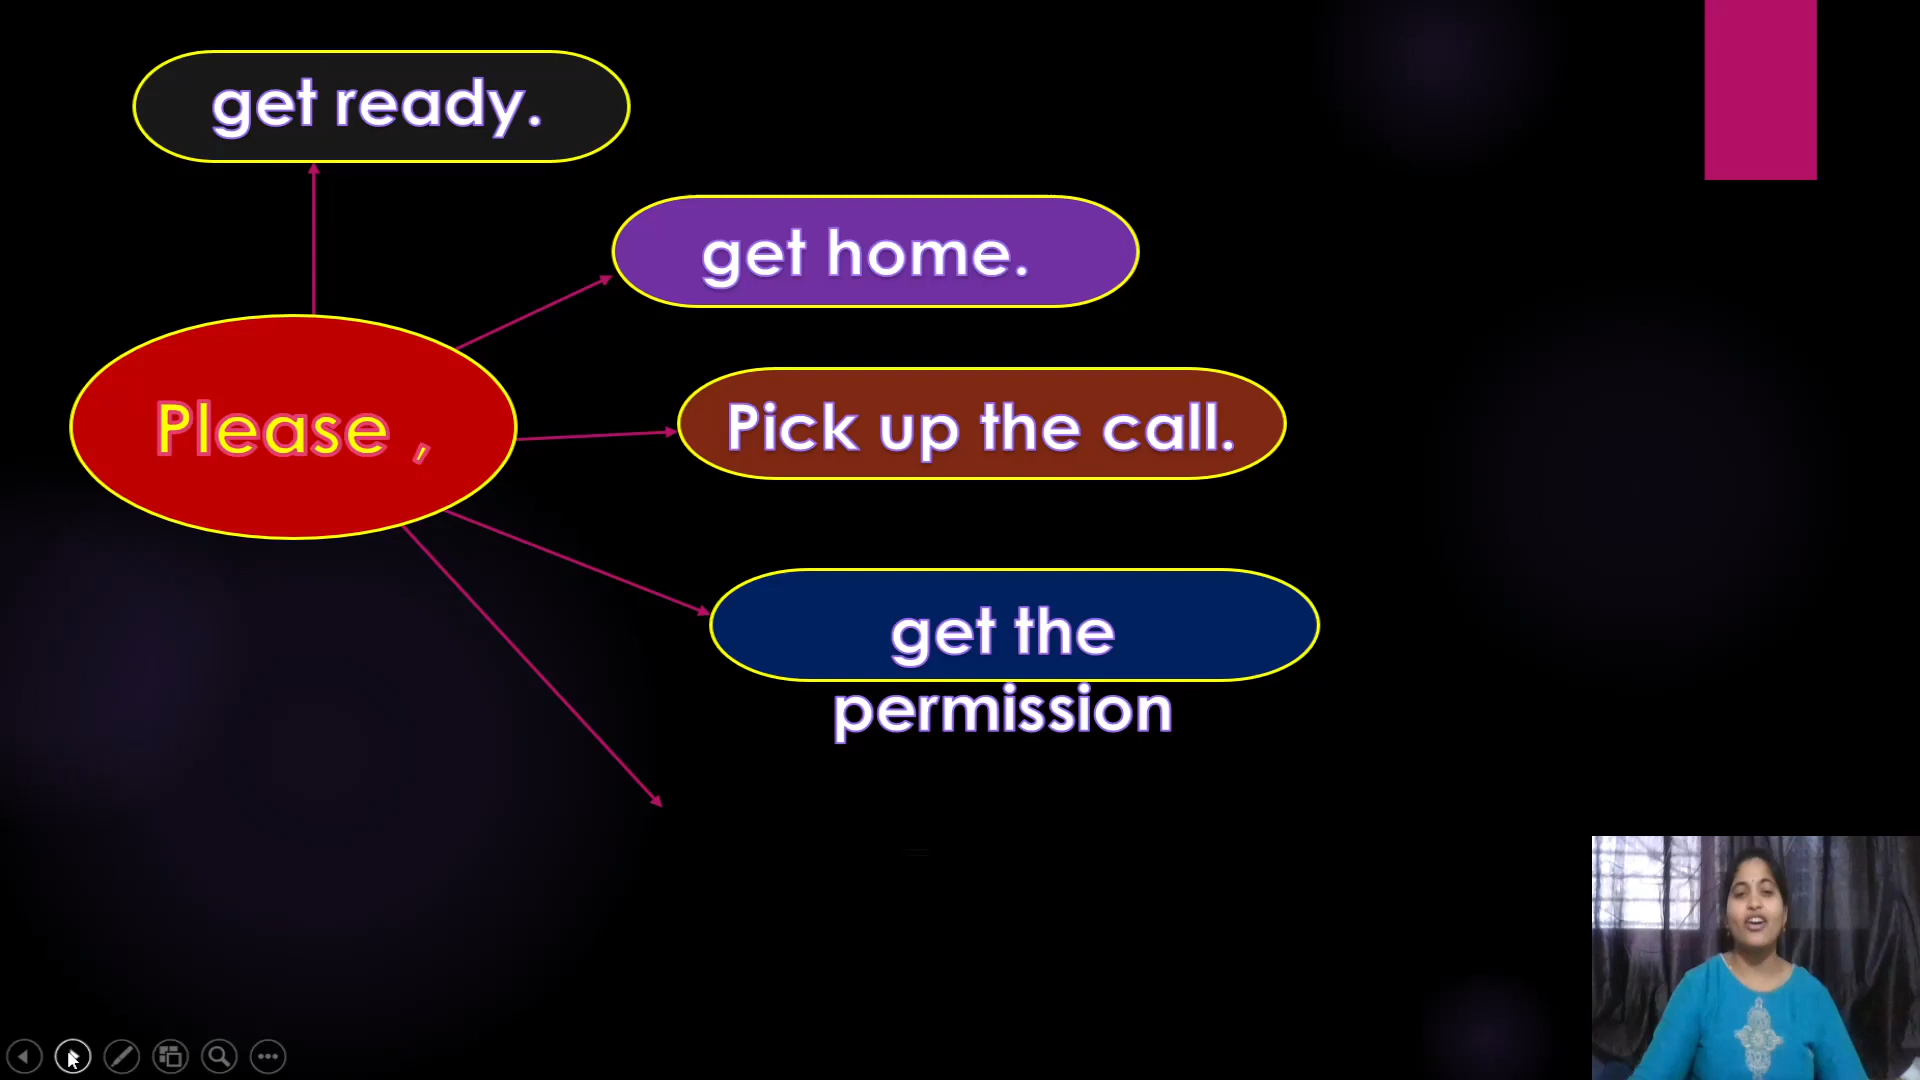 get ready.
get home.
Please ,
Pick up the call.
get the
permission